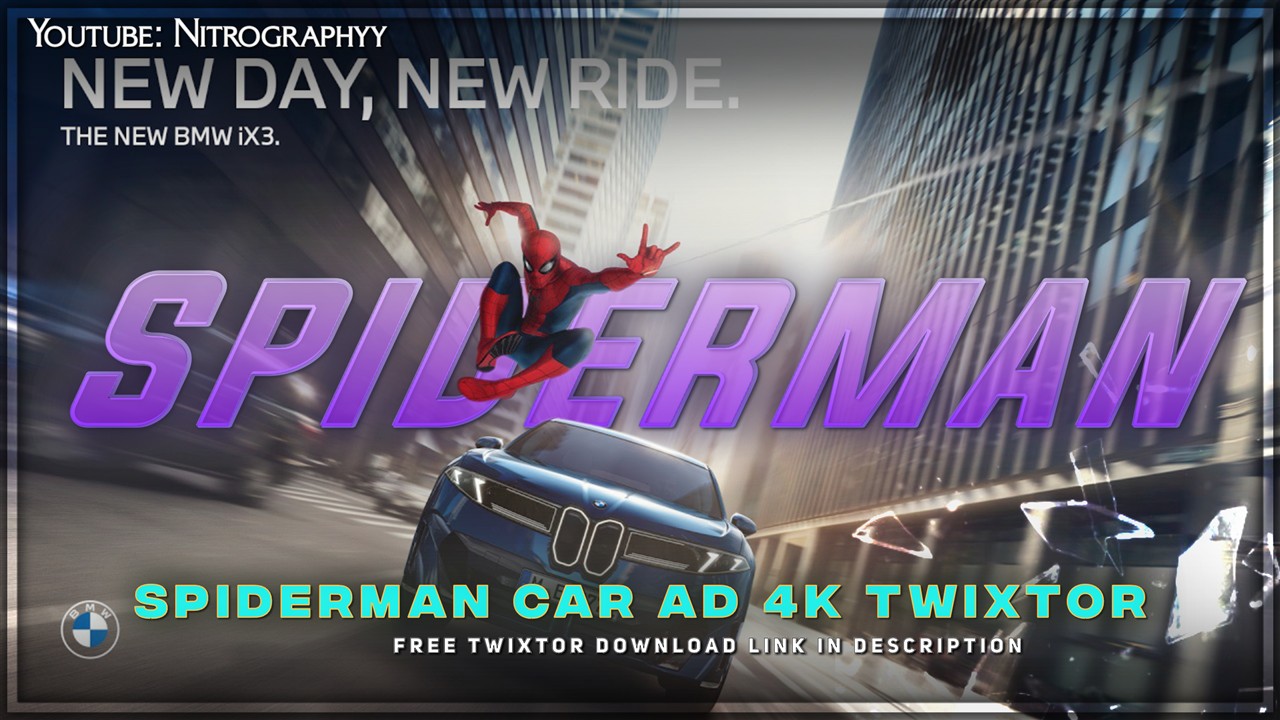 YOUTUBE: NITROGRAPHYY
NEW DAY, NEW RIDE.
THE NEW BMW iX3.
SPIDERMAN
SPIDERMAN CAR AD 4K TWIXTOR
BMW
FREE TWIXTOR DOWNLOAD LINK IN DESCRIPTION